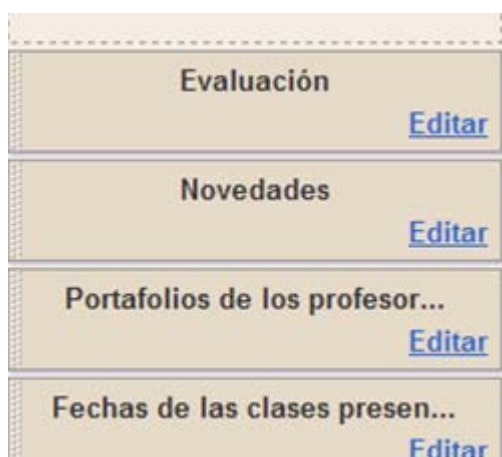 Evaluación
Editar
Novedades
Editar
Portafolios de los profesor...
Editar
Fechas de las clases presen...
Editar